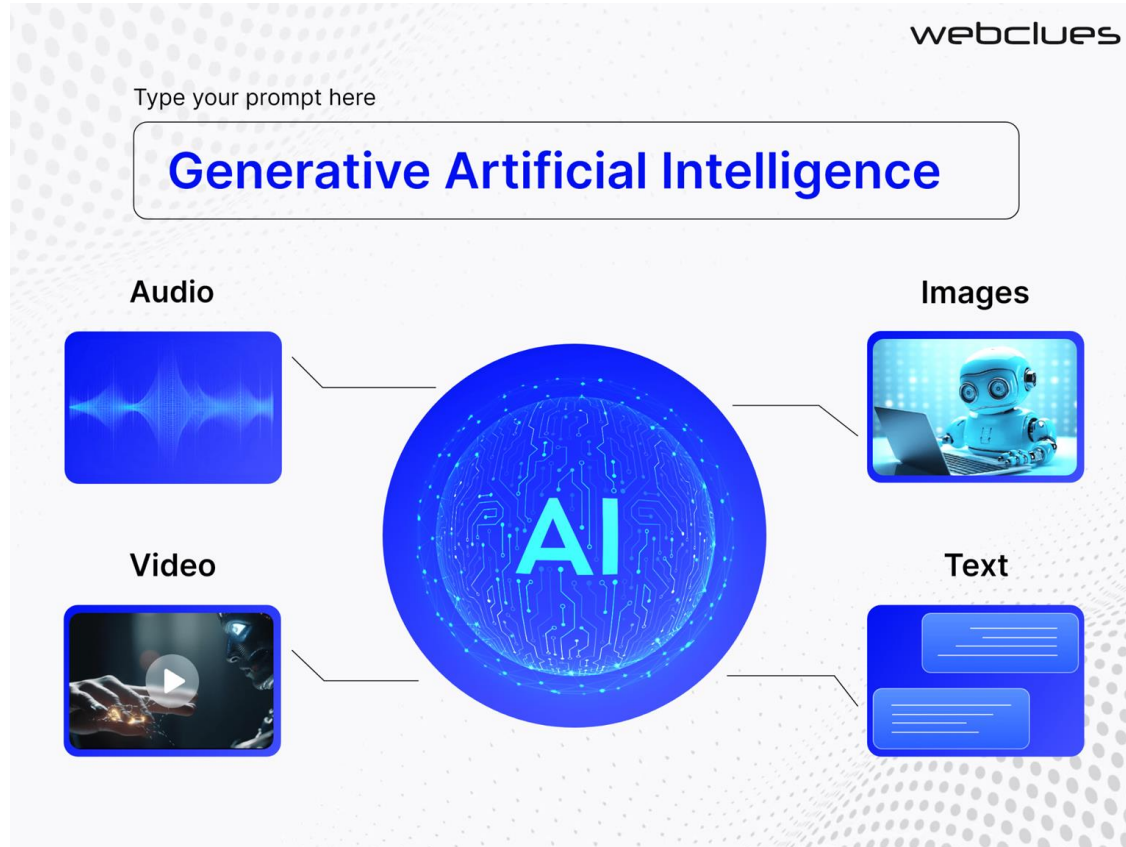 webclues
Type your prompt here
Generative Artificial Intelligence
Audio
Images
AI
Video
Text